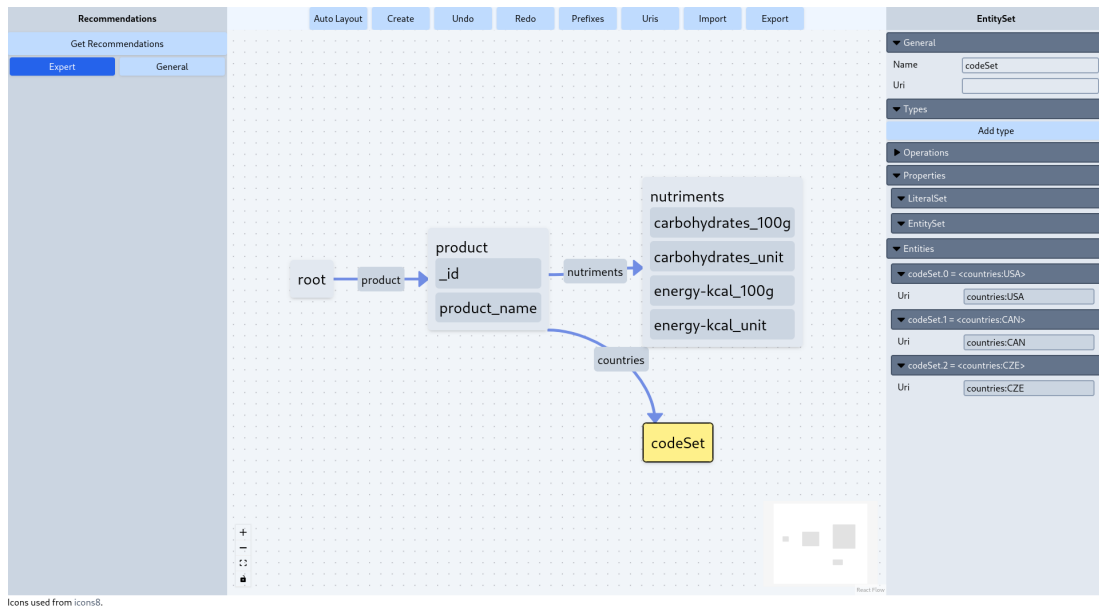 Recommendations
Get Recommendations
Expert
General
Auto Layout
Create
Undo
Redo
Prefixes
Uris
Import
Export
root
product
product
_id
product_name
nutriments
nutriments
carbohydrates_100g
carbohydrates_unit
energy-kcal_100g
energy-kcal_unit
countries
codeSet
React Flow
EntitySet
General
Name
codeSet
Uri
Types
Add type
Operations
Properties
LiteralSet
EntitySet
Entities
codeSet.0 = <countries:USA>
Uri
countries:USA
codeSet.1 = <countries:CAN>
Uri
countries:CAN
codeSet.2 = <countries:CZE>
Uri
countries:CZE
Icons used from icons8.